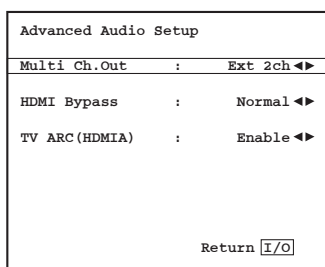 Advanced Audio Setup
Multi Ch.Out : Ext 2ch◄►
HDMI Bypass : Normal◄►
TV ARC(HDMIA) : Enable◄►
Return I/O